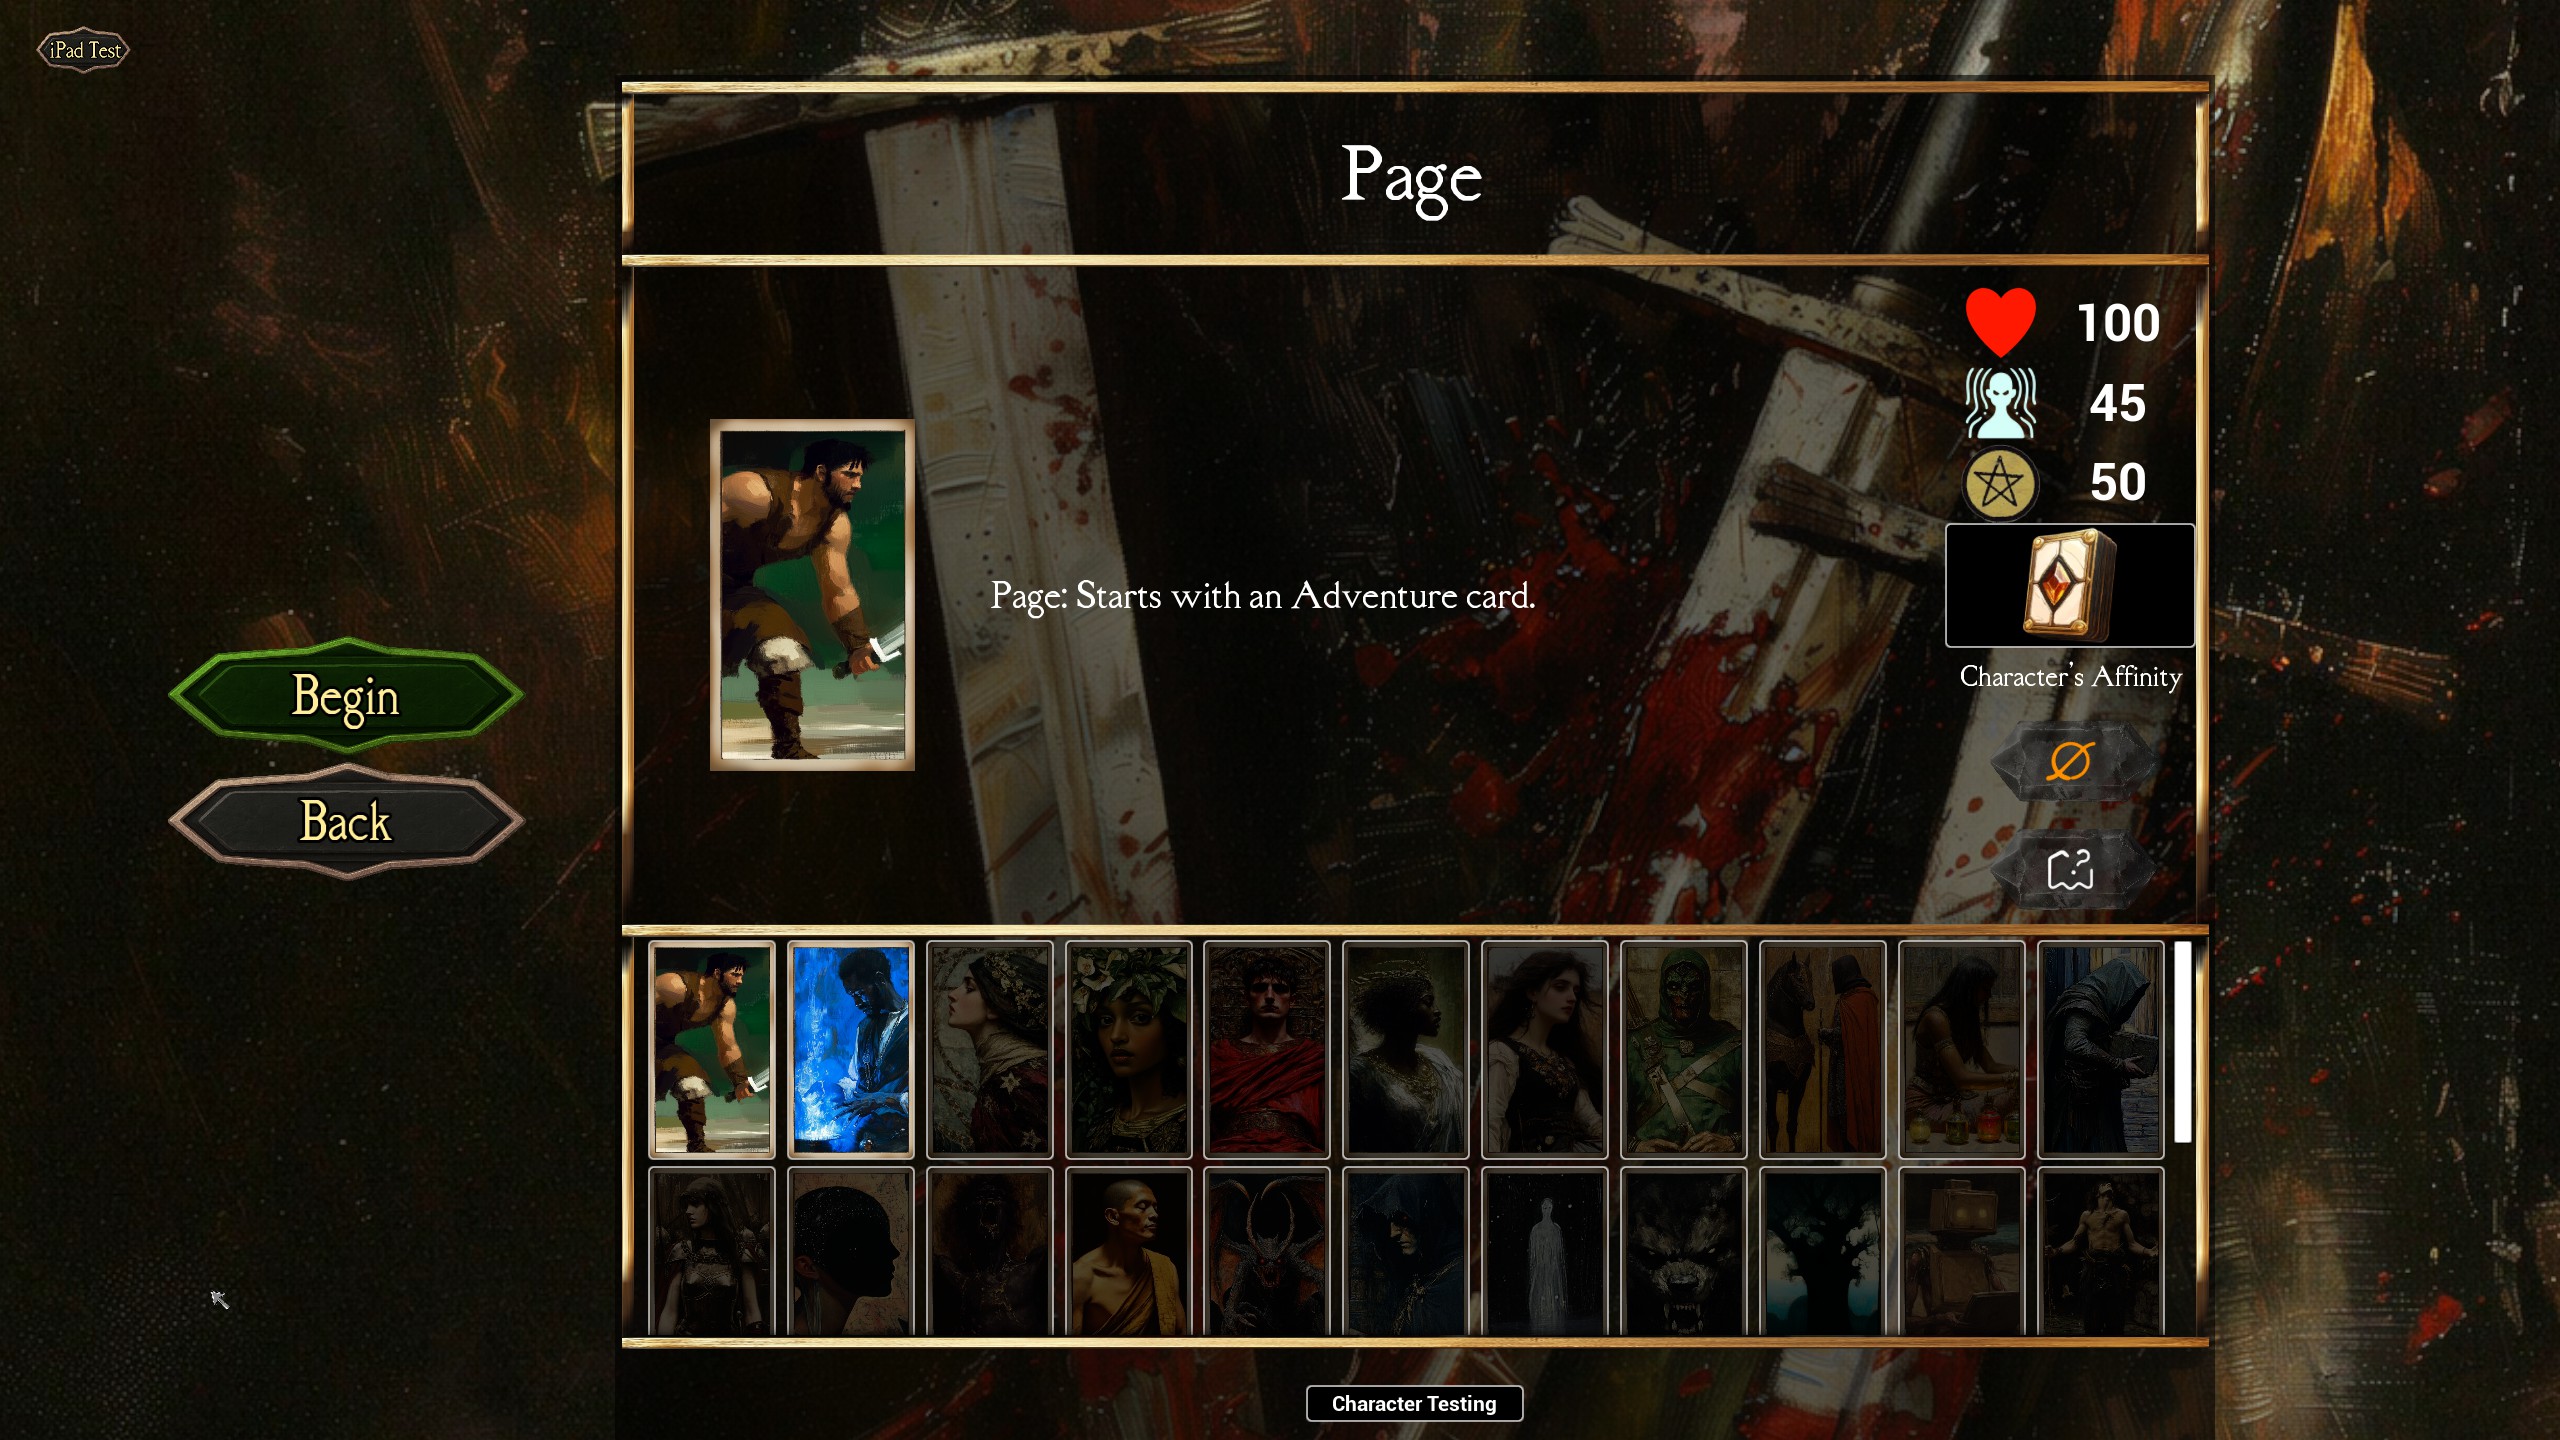 iPad Test
Page
100
45
50
Page: Starts with an Adventure card.
Character's Affinity
Begin
Back
Character Testing